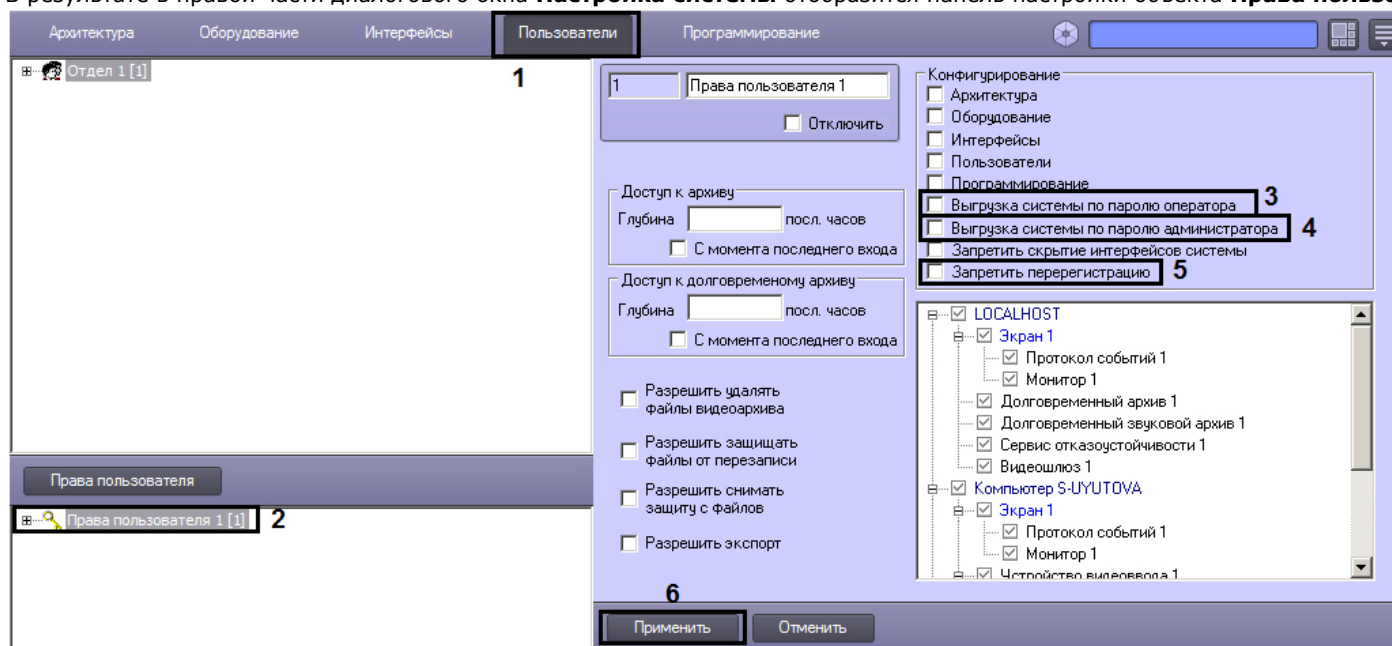 В результате в правой части диалогового окна Настройка системы отобразится панель настройки объекта Права пользо
Архитектура Оборудование Интерфейсы Пользователи Программирование
1
Отдел 1 [1]
Права пользователя
Права пользователя 1 [1] 2
1 Права пользователя 1
Отключить
Доступ к архиву
Глубина посл. часов
С момента последнего входа
Доступ к долговременому архиву
Глубина посл. часов
С момента последнего входа
Разрешить удалять
файлы видеоархива
Разрешить защищать
файлы от перезаписи
Разрешить снимать
защиту с файлов
Разрешить экспорт
Конфигурирование
Архитектура
Оборудование
Интерфейсы
Пользователи
Программирование
Выгрузка системы по паролю оператора 3
Выгрузка системы по паролю администратора 4
Запретить скрытие интерфейсов системы
Запретить перерегистрацию 5
LOCALHOST
Экран 1
Протокол событий 1
Монитор 1
Долговременный архив 1
Долговременный звуковой архив 1
Сервис отказоустойчивости 1
Видеошлюз 1
Компьютер S-UYUTOVA
Экран 1
Протокол событий 1
Монитор 1
Устройство видеоввода 1
6
Применить Отменить